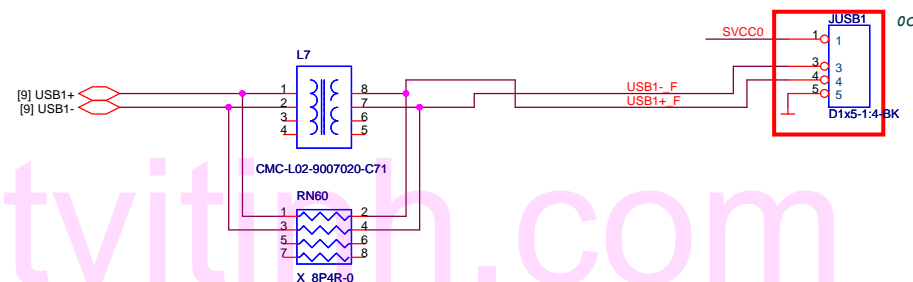 JUSB1
SVCC0
1
1
L7
3
3
[9] USB1+
1
8
USB1-_F
4
4
[9] USB1-
2
7
USB1+_F
5
5
3
6
4
5
D1x5-1:4-BK
CMC-L02-9007020-C71
RN60
1
2
3
4
5
6
7
8
X_8P4R-0
tvitinh.com